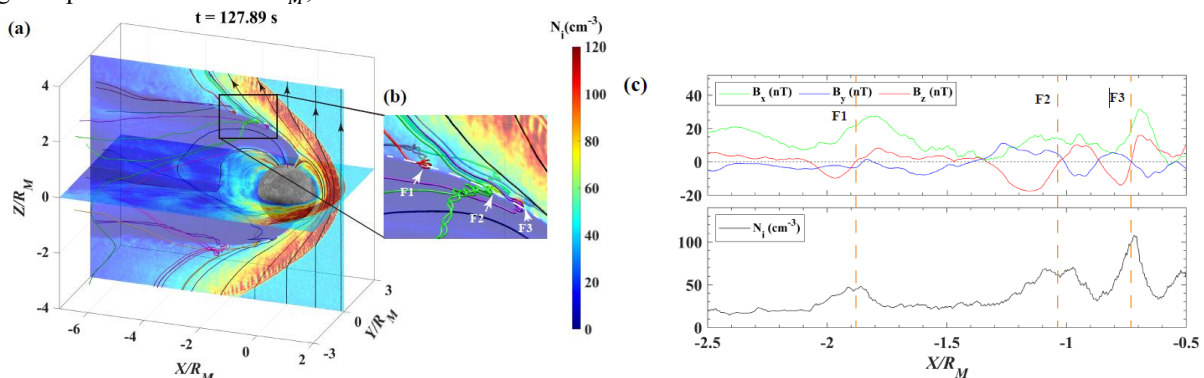 t = 127.89 s
(a)
N_i(cm^-3)
120
100
80
60
40
20
0
4
2
0
-2
-4
Z/R_M
-6
-4
-2
0
2
X/R_M
3
0
-3
Y/R_M
(b)
F1
F2
F3
(c)
B_x (nT) B_y (nT) B_z (nT)
F1
F2
F3
40
20
0
-20
N_i (cm^-3)
100
50
0
-2.5 -2 -1.5 -1 -0.5
X/R_M